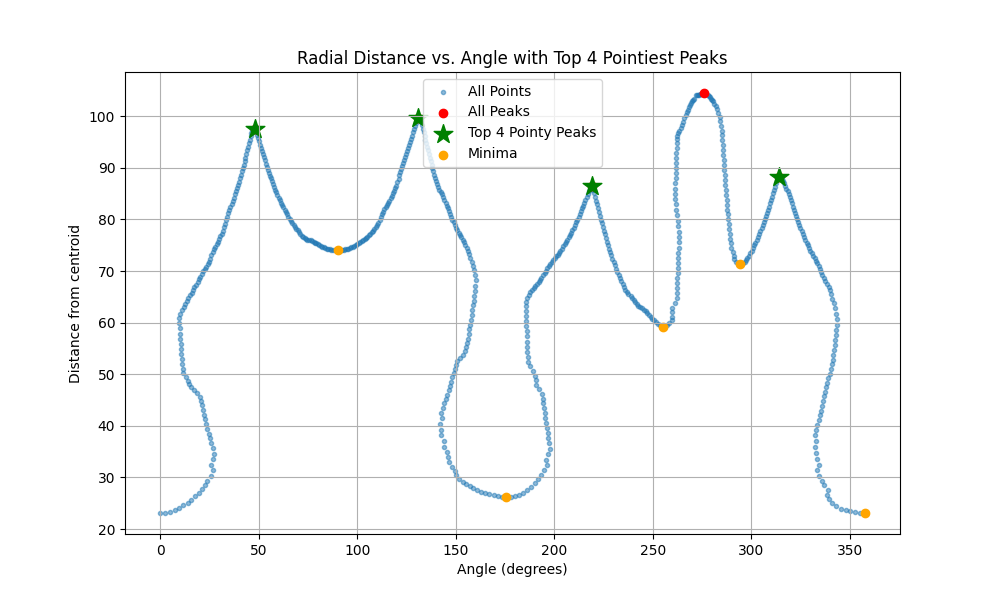 Radial Distance vs. Angle with Top 4 Pointiest Peaks
All Points
All Peaks
Top 4 Pointy Peaks
Minima
Distance from centroid
100
90
80
70
60
50
40
30
20
0 50 100 150 200 250 300 350
Angle (degrees)